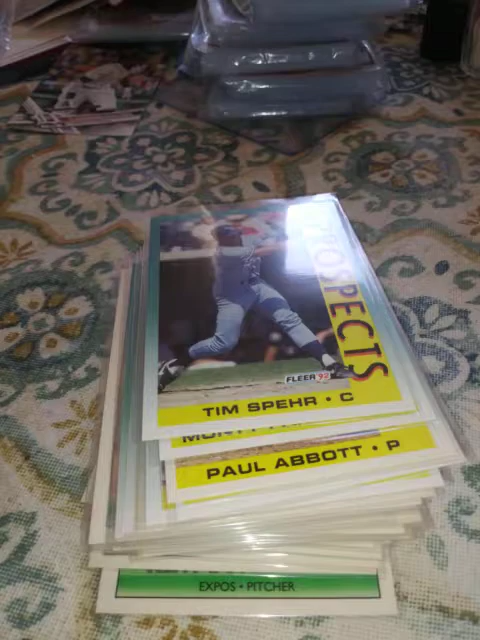 PROSPECTS
FLEER '92
TIM SPEHR • C
PAUL ABBOTT • P
EXPOS • PITCHER